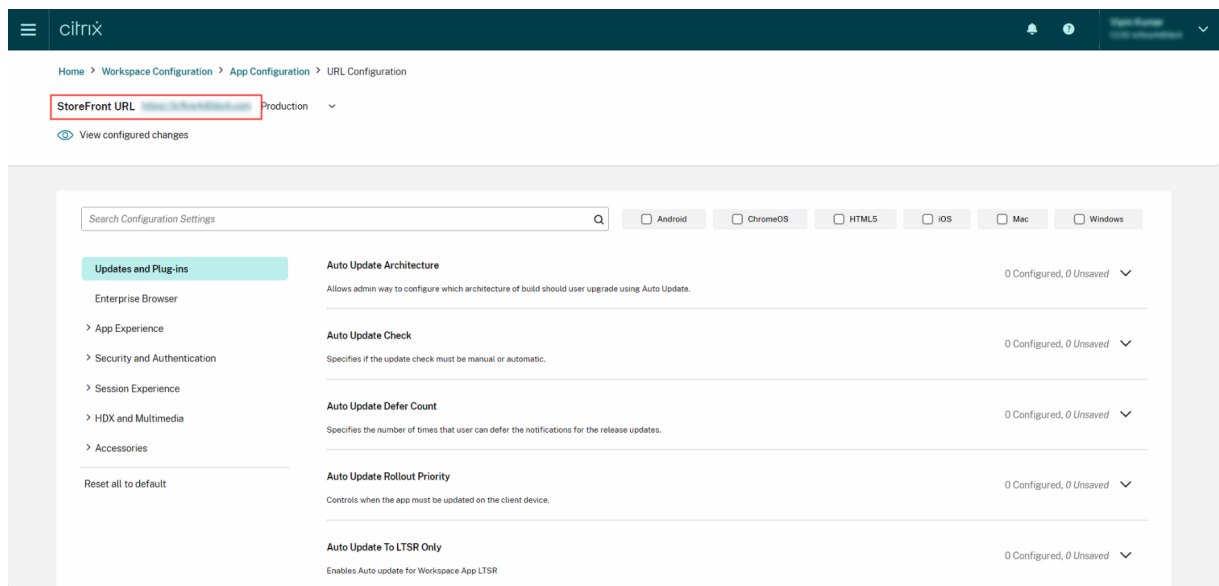 citrix
Home > Workspace Configuration > App Configuration > URL Configuration
StoreFront URL Production
View configured changes
Search Configuration Settings
Android ChromeOS HTML5 iOS Mac Windows
Updates and Plug-ins
Enterprise Browser
App Experience
Security and Authentication
Session Experience
HDX and Multimedia
Accessories
Reset all to default
Auto Update Architecture
0 Configured, 0 Unsaved
Allows admin way to configure which architecture of build should user upgrade using Auto Update.
Auto Update Check
0 Configured, 0 Unsaved
Specifies if the update check must be manual or automatic.
Auto Update Defer Count
0 Configured, 0 Unsaved
Specifies the number of times that user can defer the notifications for the release updates.
Auto Update Rollout Priority
0 Configured, 0 Unsaved
Controls when the app must be updated on the client device.
Auto Update To LTSR Only
0 Configured, 0 Unsaved
Enables Auto update for Workspace App LTSR